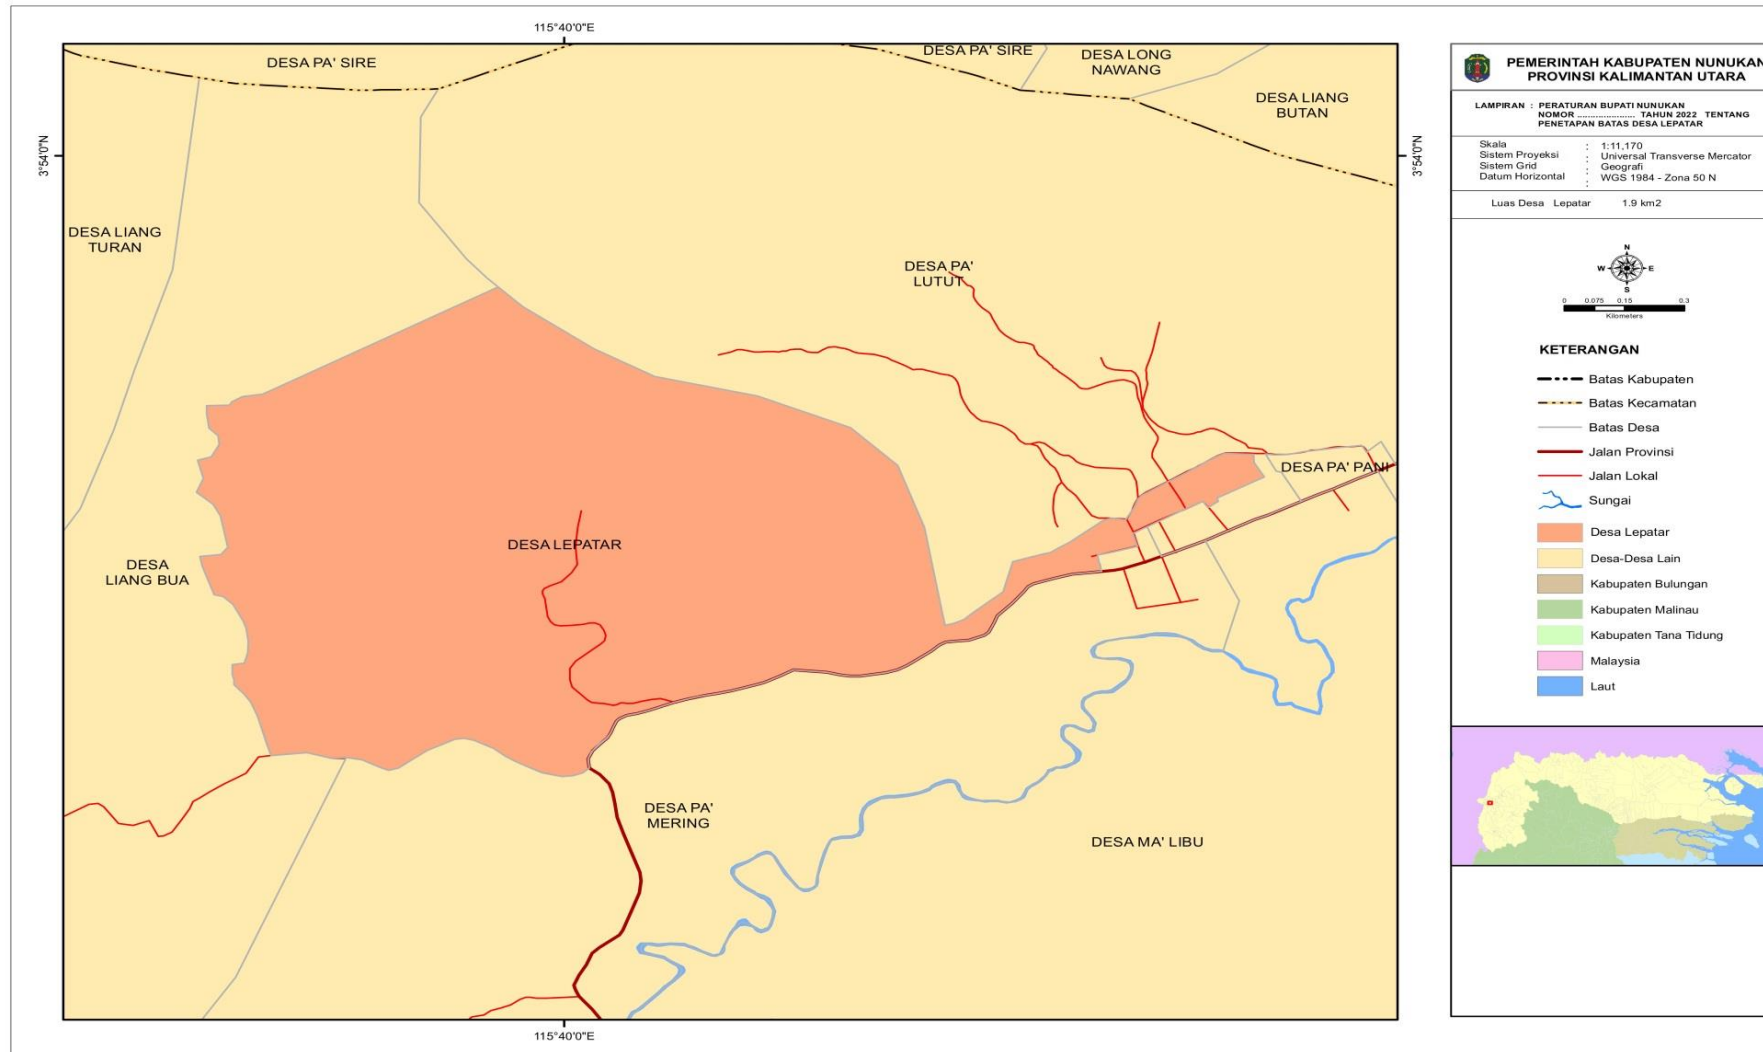 115°40'0"E
DESA PA' SIRE
DESA PA' SIRE
DESA LONG
NAWANG
DESA LIANG
BUTAN
3°54'0"N
3°54'0"N
DESA LIANG
TURAN
DESA PA'
LUTUT
DESA PA' PANI
DESA LEPATAR
DESA
LIANG BUA
DESA PA'
MERING
DESA MA' LIBU
115°40'0"E
PEMERINTAH KABUPATEN NUNUKAN
PROVINSI KALIMANTAN UTARA
LAMPIRAN : PERATURAN BUPATI NUNUKAN
NOMOR ..................... TAHUN 2022 TENTANG
PENETAPAN BATAS DESA LEPATAR
Skala : 1:11,170
Sistem Proyeksi : Universal Transverse Mercator
Sistem Grid : Geografi
Datum Horizontal : WGS 1984 - Zona 50 N
Luas Desa Lepatar 1.9 km2
N
W E
S
0 0.075 0.15 0.3
Kilometers
KETERANGAN
Batas Kabupaten
Batas Kecamatan
Batas Desa
Jalan Provinsi
Jalan Lokal
Sungai
Desa Lepatar
Desa-Desa Lain
Kabupaten Bulungan
Kabupaten Malinau
Kabupaten Tana Tidung
Malaysia
Laut